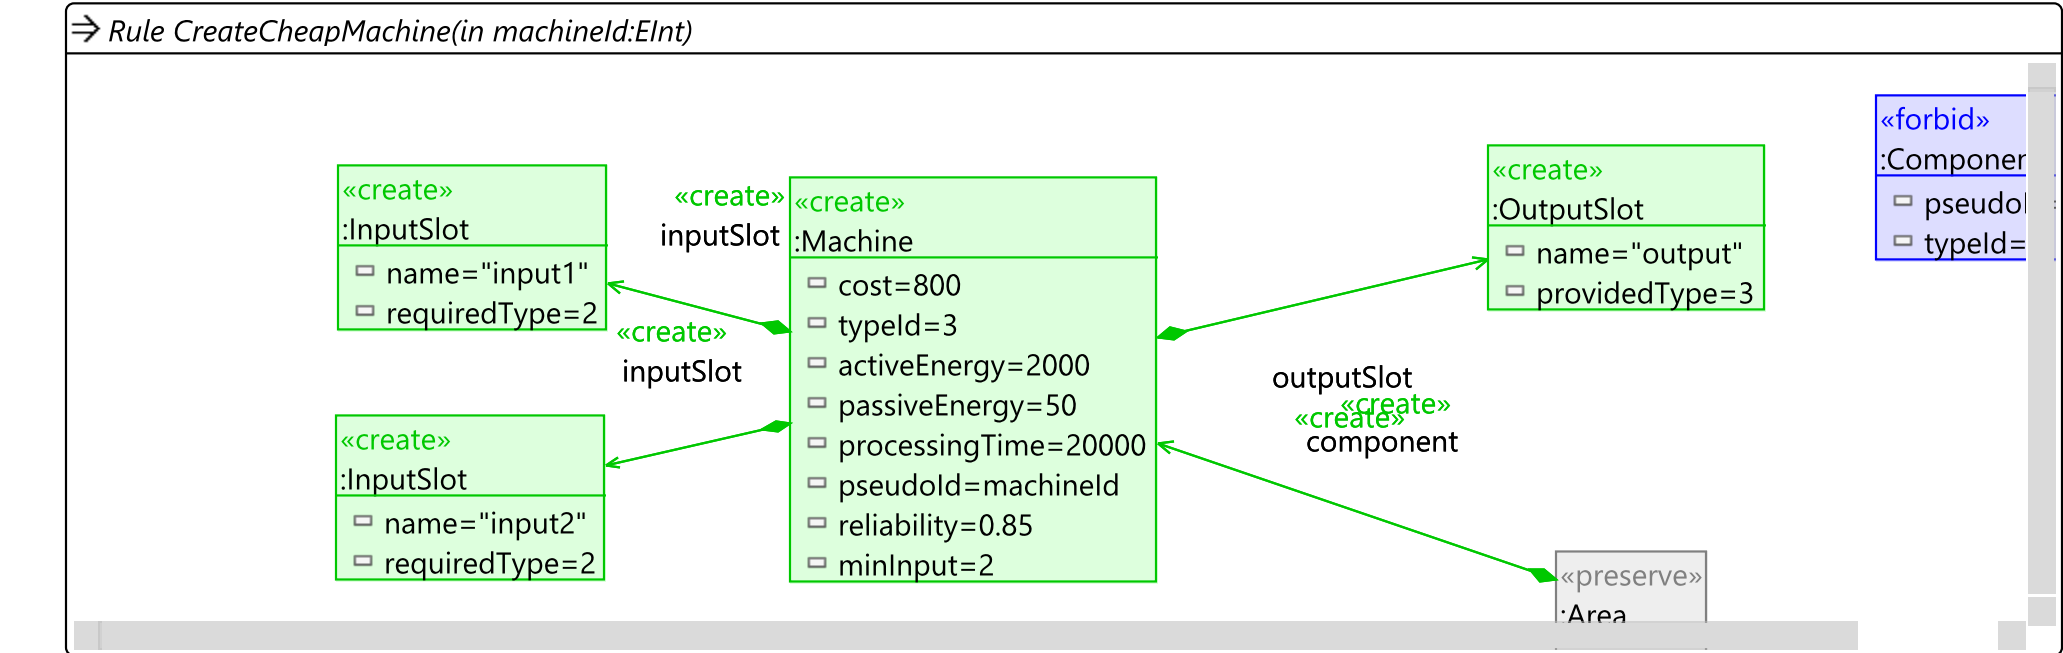 Rule CreateCheapMachine(in machineId:EInt)
«create»
:InputSlot
name="input1"
requiredType=2
«create»
inputSlot
«create»
inputSlot
«create»
:InputSlot
name="input2"
requiredType=2
«create»
:Machine
cost=800
typeId=3
activeEnergy=2000
passiveEnergy=50
processingTime=20000
pseudoId=machineId
reliability=0.85
minInput=2
«create»
:OutputSlot
name="output"
providedType=3
outputSlot
«create»
«create»
component
«preserve»
:Area
«forbid»
typeId=